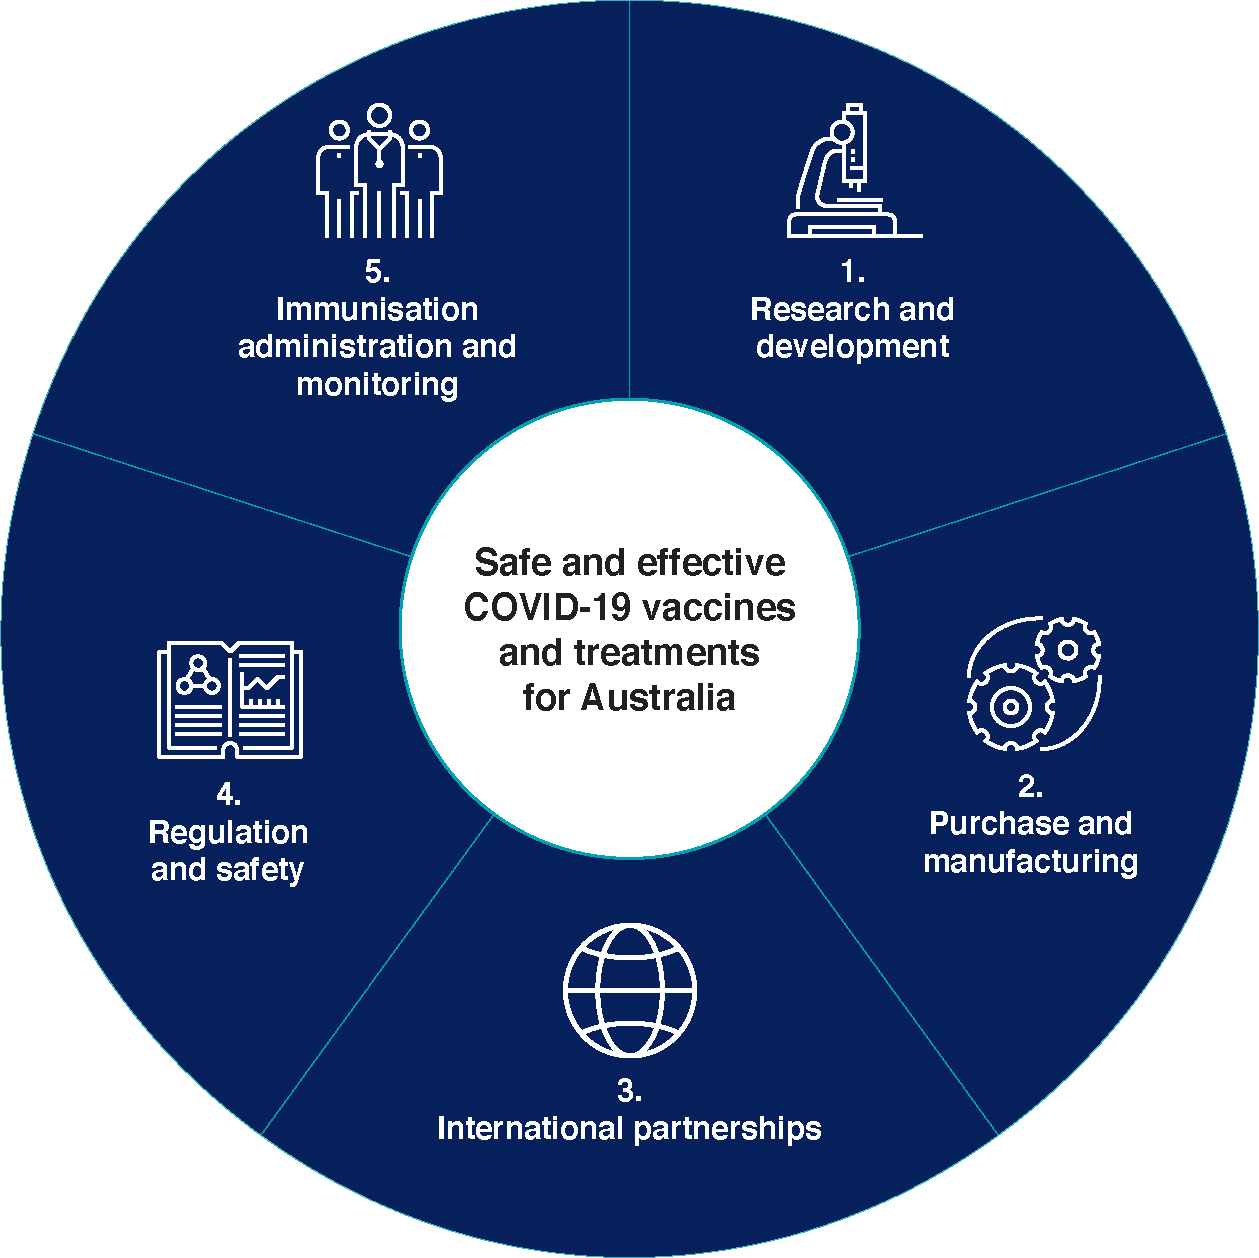 Safe and effective
COVID-19 vaccines
and treatments
for Australia
1.
Research and
development
2.
Purchase and
manufacturing
3.
International partnerships
4.
Regulation
and safety
5.
Immunisation
administration and
monitoring